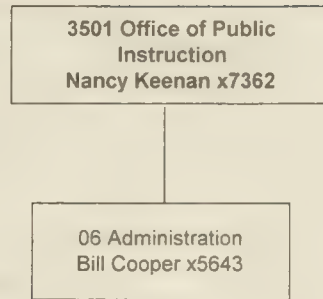 3501 Office of Public
Instruction
Nancy Keenan x7362
06 Administration
Bill Cooper x5643